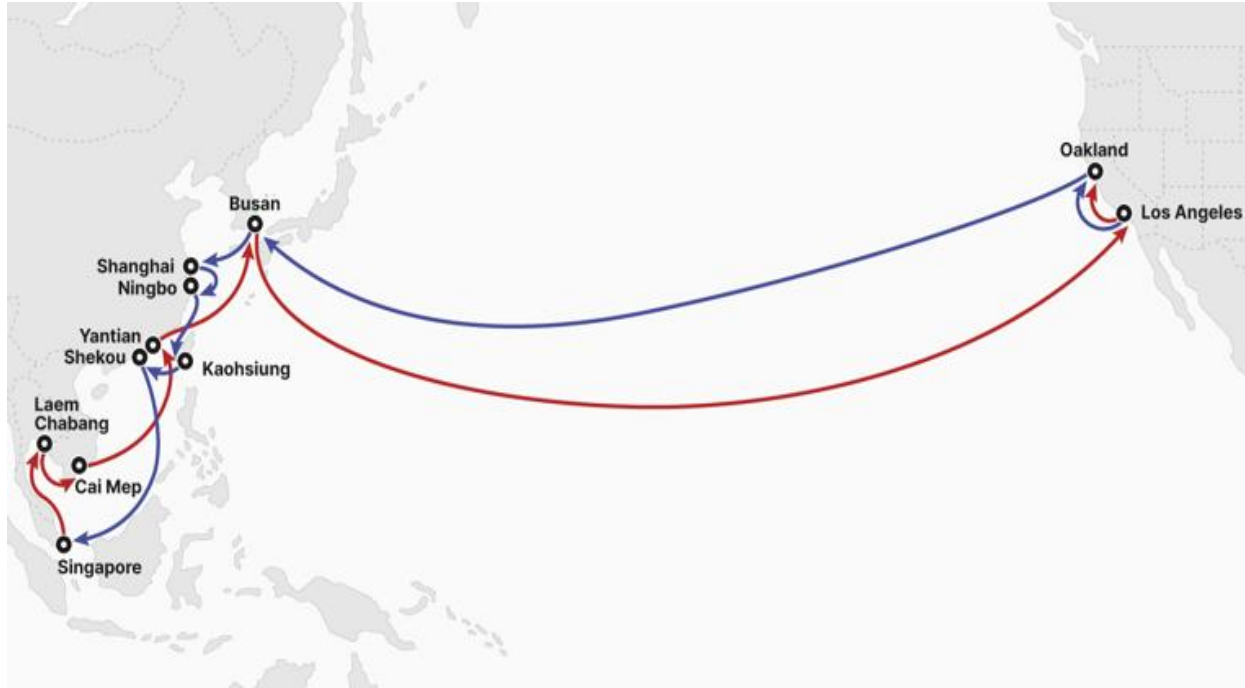 Oakland
Los Angeles
Busan
Shanghai
Ningbo
Yantian
Shekou
Kaohsiung
Laem
Chabang
Cai Mep
Singapore